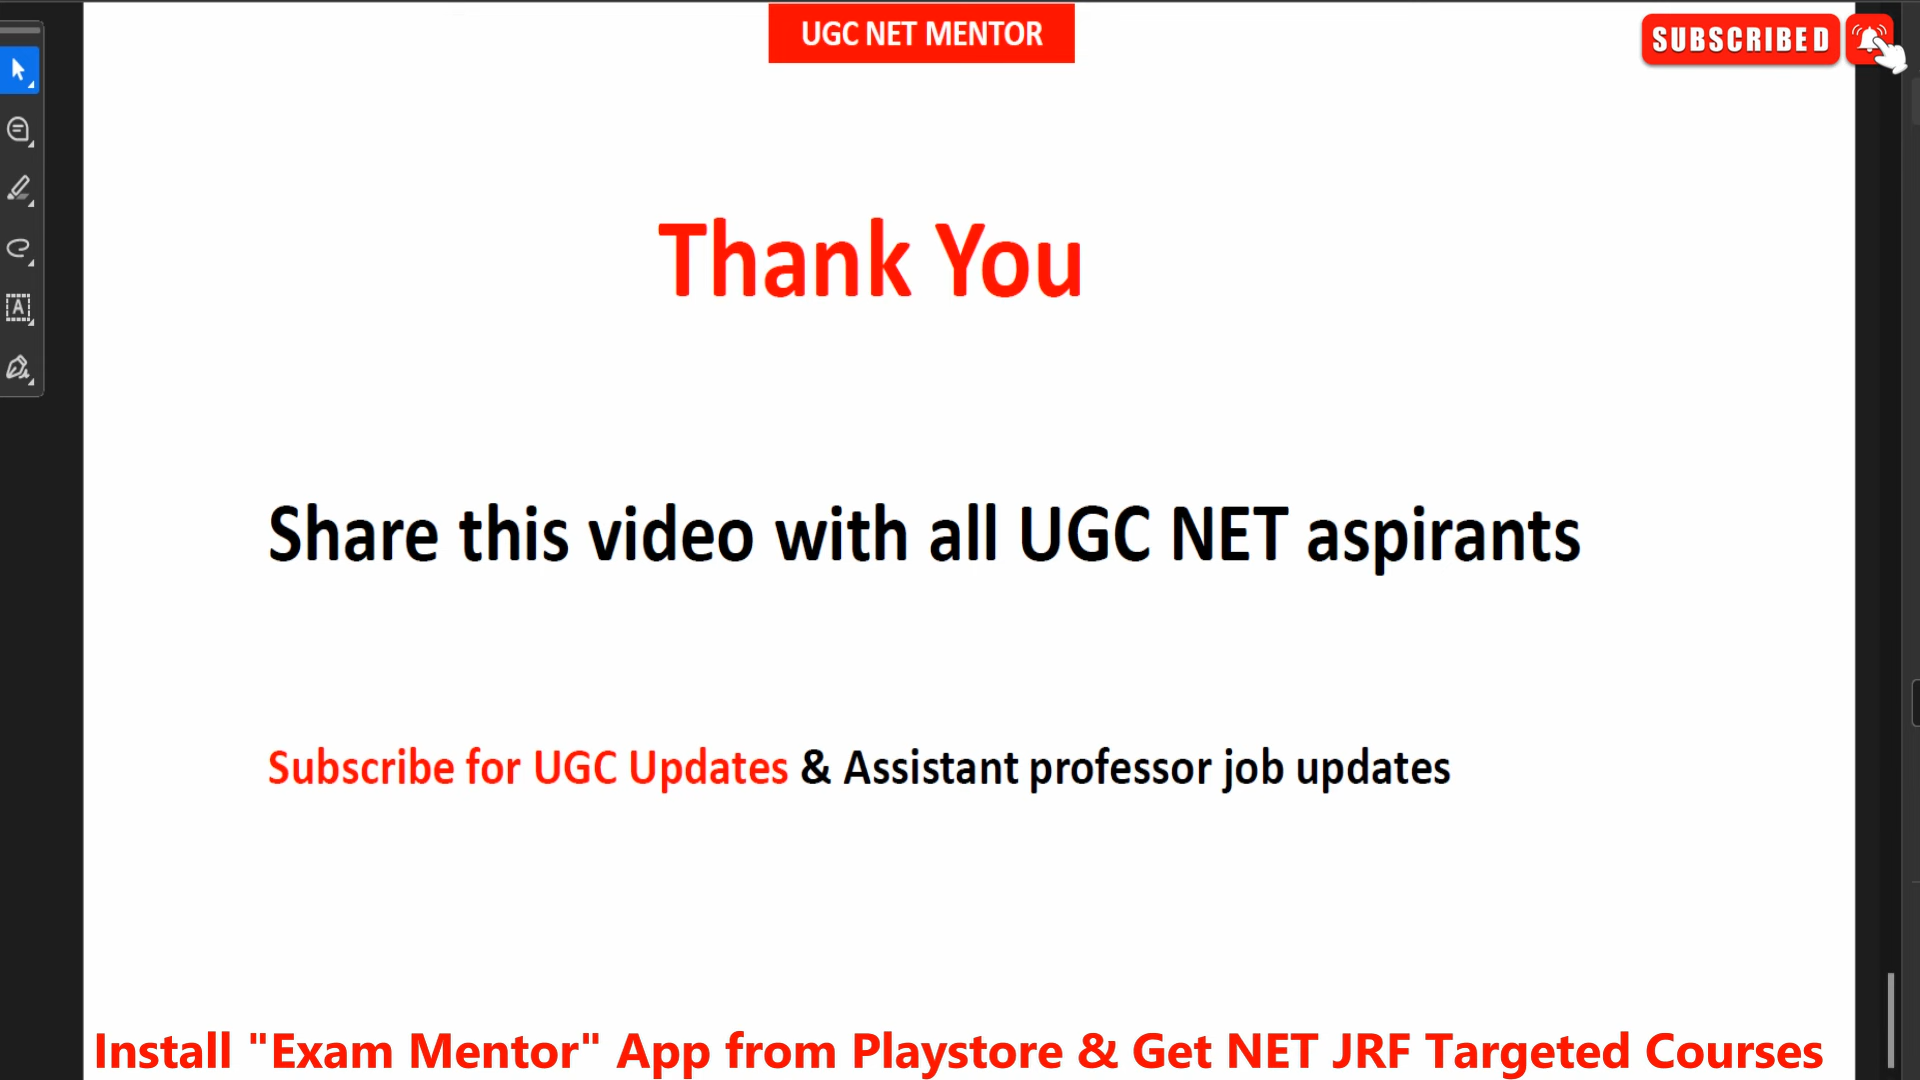 UGC NET MENTOR
SUBSCRIBED
Thank You
Share this video with all UGC NET aspirants
Subscribe for UGC Updates & Assistant professor job updates
Install "Exam Mentor" App from Playstore & Get NET JRF Targeted Courses